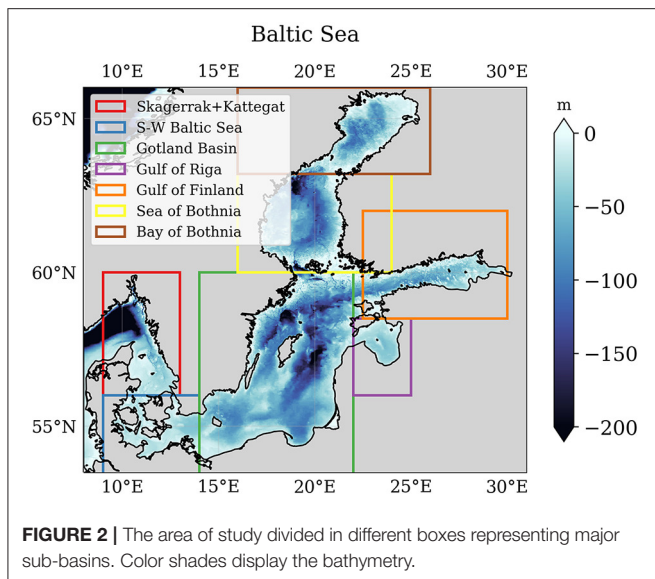 Baltic Sea
10°E 15°E 20°E 25°E 30°E
m
Skagerrak+Kattegat
S-W Baltic Sea
Gotland Basin
Gulf of Riga
Gulf of Finland
Sea of Bothnia
Bay of Bothnia
65°N
60°N
55°N
0
−50
−100
−150
−200
10°E 15°E 20°E 25°E 30°E
FIGURE 2 | The area of study divided in different boxes representing major
sub-basins. Color shades display the bathymetry.